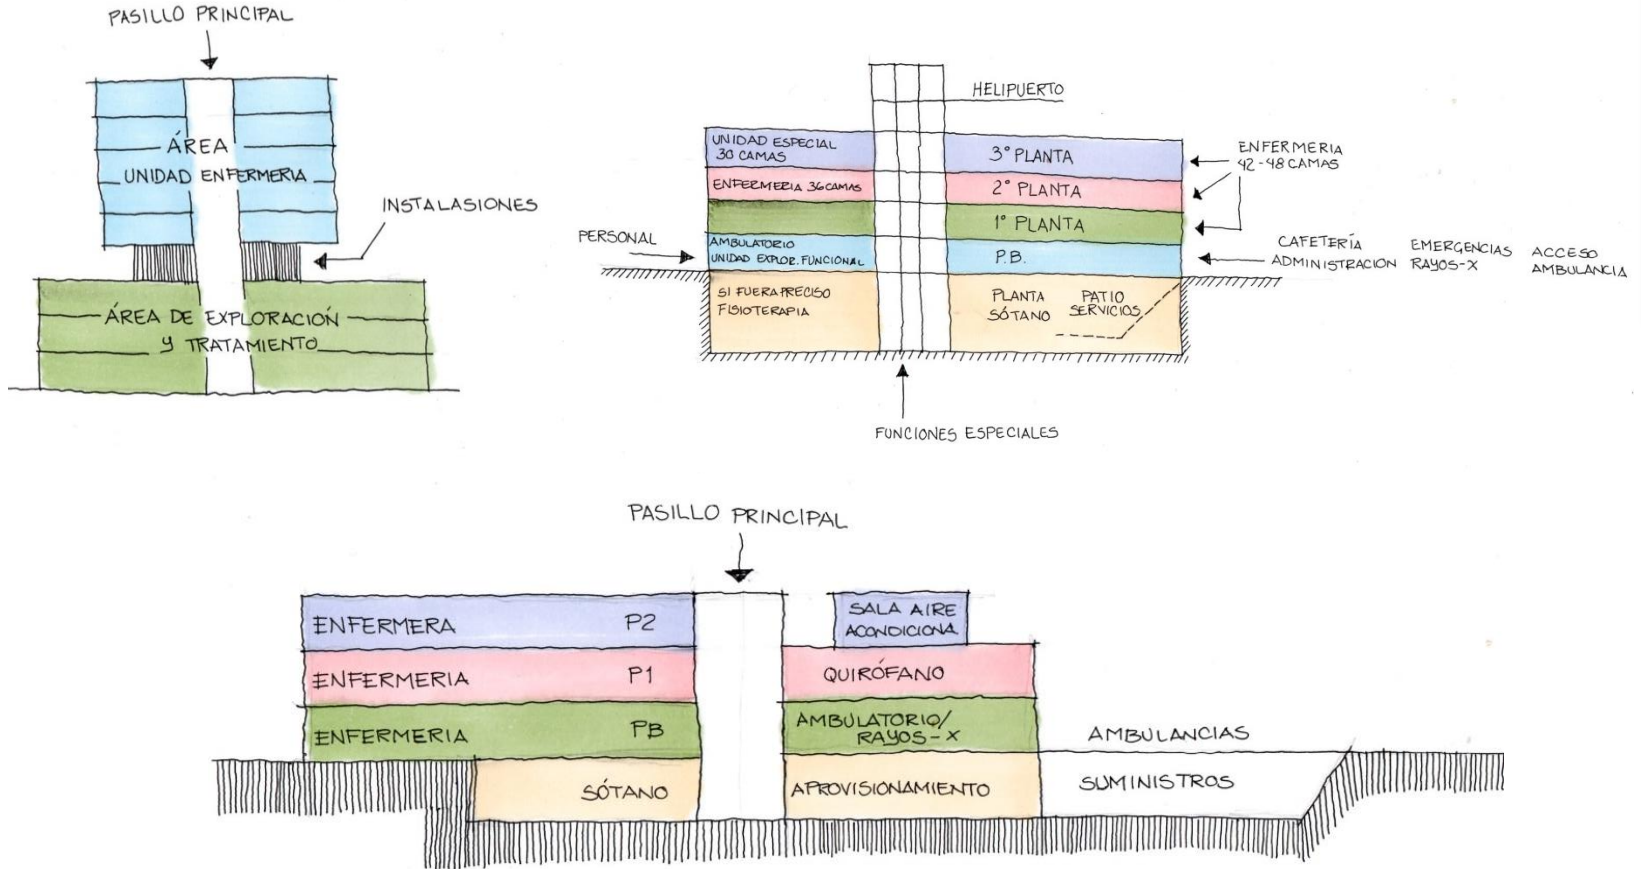 PASILLO PRINCIPAL
ÁREA
UNIDAD ENFERMERIA
INSTALASIONES
ÁREA DE EXPLORACIÓN
y TRATAMIENTO
HELIPUERTO
UNIDAD ESPECIAL
30 CAMAS
3° PLANTA
ENFERMERIA
42-48 CAMAS
ENFERMERIA 36 CAMAS
2° PLANTA
1° PLANTA
PERSONAL
AMBULATORIO
UNIDAD EXPLOR. FUNCIONAL
P.B.
CAFETERÍA
ADMINISTRACION
EMERGENCIAS
RAYOS-X
ACCESO
AMBULANCIA
SI FUERA PRECISO
FISIOTERAPIA
PLANTA
SÓTANO
PATIO
SERVICIOS
FUNCIONES ESPECIALES
PASILLO PRINCIPAL
ENFERMERA P2
SALA AIRE
ACONDICIONA
ENFERMERIA P1
QUIRÓFANO
ENFERMERIA PB
AMBULATORIO/
RAYOS-X
AMBULANCIAS
SÓTANO
APROVISIONAMIENTO
SUMINISTROS